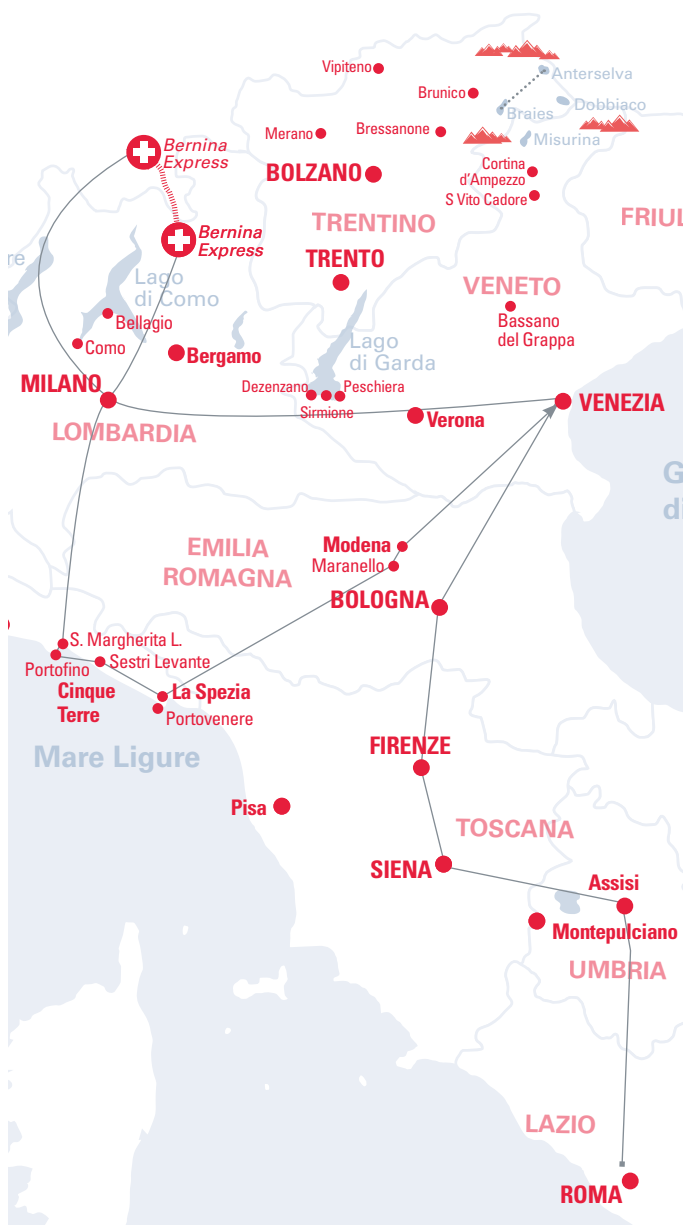 Vipiteno
Anterselva
Brunico
Braies
Dobbiaco
Merano
Bressanone
Misurina
Bernina
Express
BOLZANO
Cortina
d'Ampezzo
S Vito Cadore
TRENTINO
FRIUL
Bernina
Express
re
TRENTO
Lago
di Como
VENETO
Bellagio
Bassano
del Grappa
Como
Bergamo
Lago
di Garda
MILANO
Dezenzano
Peschiera
Sirmione
Verona
VENEZIA
LOMBARDIA
G
di
EMILIA
ROMAGNA
Modena
Maranello
BOLOGNA
S. Margherita L.
Portofino
Sestri Levante
Cinque
Terre
La Spezia
Portovenere
Mare Ligure
FIRENZE
Pisa
TOSCANA
SIENA
Assisi
Montepulciano
UMBRIA
LAZIO
ROMA